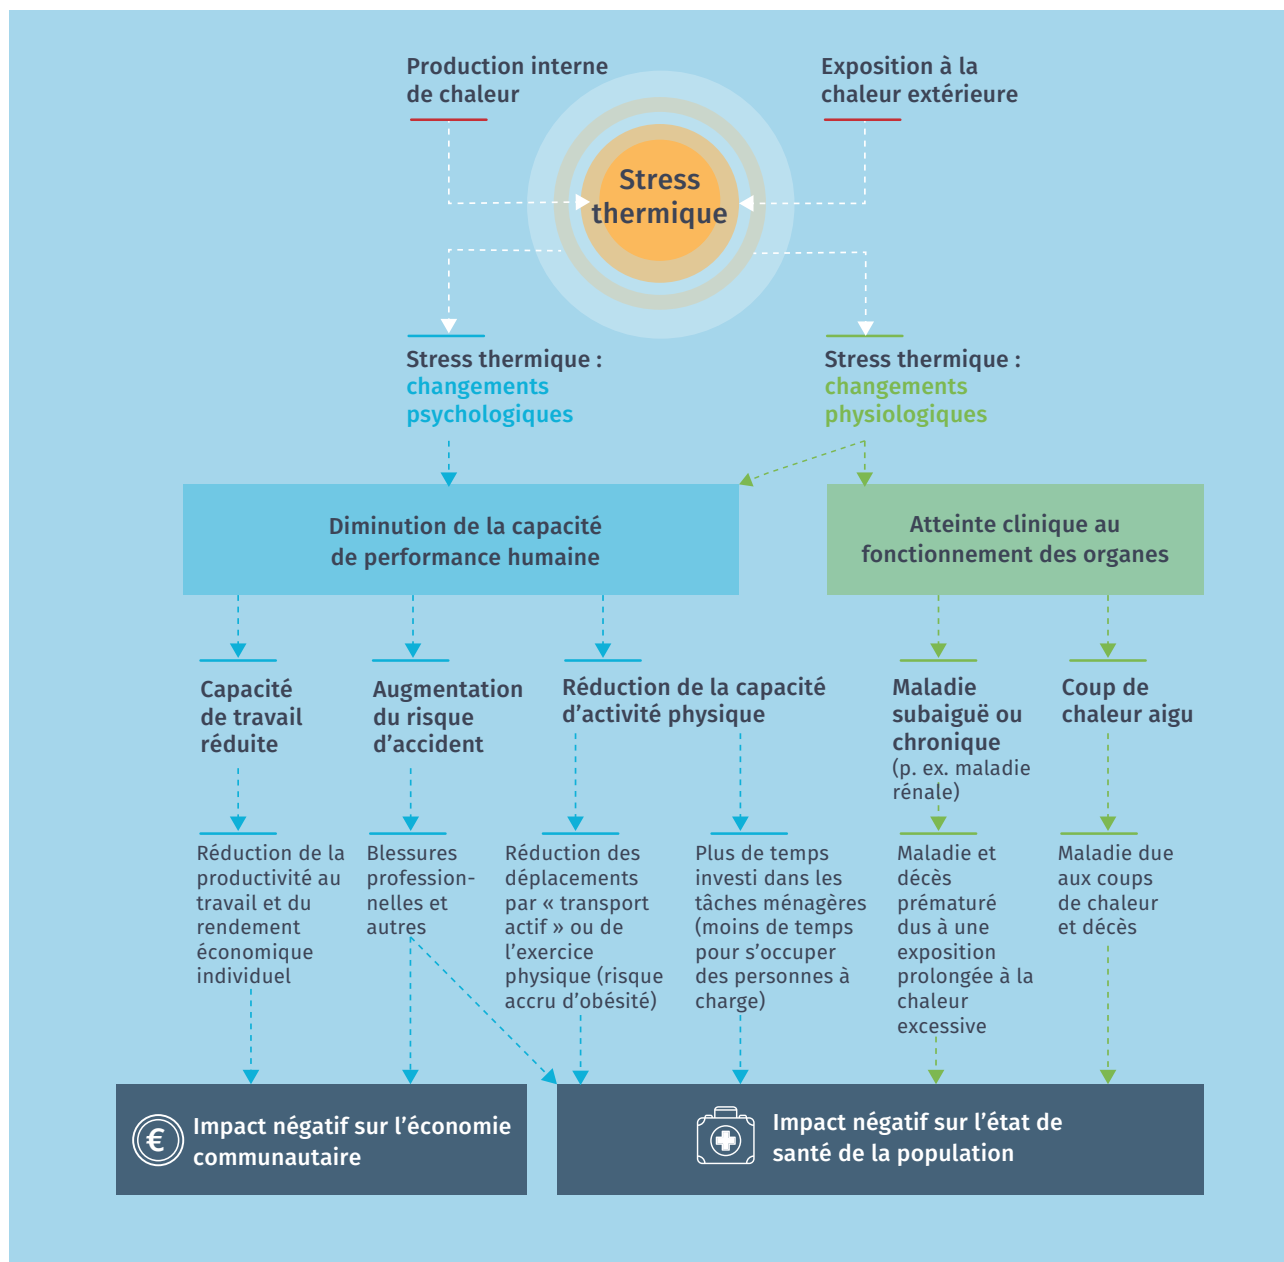 Production interne
de chaleur
Exposition à la
chaleur extérieure
Stress
thermique
Stress thermique :
changements
psychologiques
Stress thermique :
changements
physiologiques
Diminution de la capacité
de performance humaine
Atteinte clinique au
fonctionnement des organes
Capacité
de travail
réduite
Augmentation
du risque
d’accident
Réduction de la capacité
d’activité physique
Maladie
subaiguë ou
chronique
(p. ex. maladie
rénale)
Coup de
chaleur aigu
Réduction de la
productivité au
travail et du
rendement
économique
individuel
Blessures
profession-
nelles et
autres
Réduction des
déplacements
par « transport
actif » ou de
l’exercice
physique (risque
accru d’obésité)
Plus de temps
investi dans les
tâches ménagères
(moins de temps
pour s’occuper
des personnes à
charge)
Maladie et
décès
prématuré
dus à une
exposition
prolongée à la
chaleur
excessive
Maladie due
aux coups
de chaleur
et décès
€
Impact négatif sur l’économie
communautaire
Impact négatif sur l’état de
santé de la population